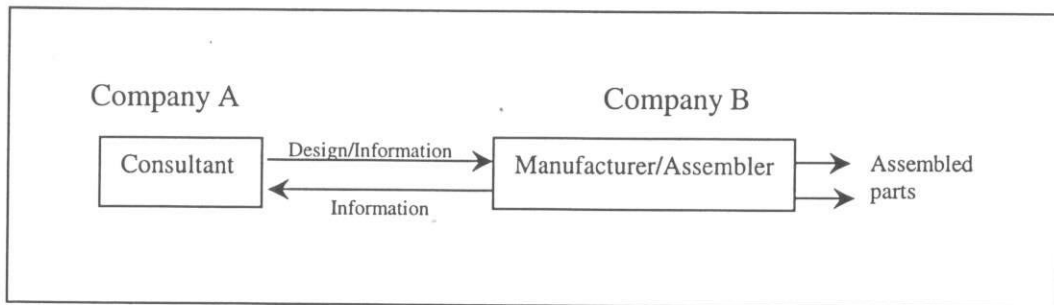 Company A
Company B
Consultant
Design/Information
Manufacturer/Assembler
Assembled
parts
Information